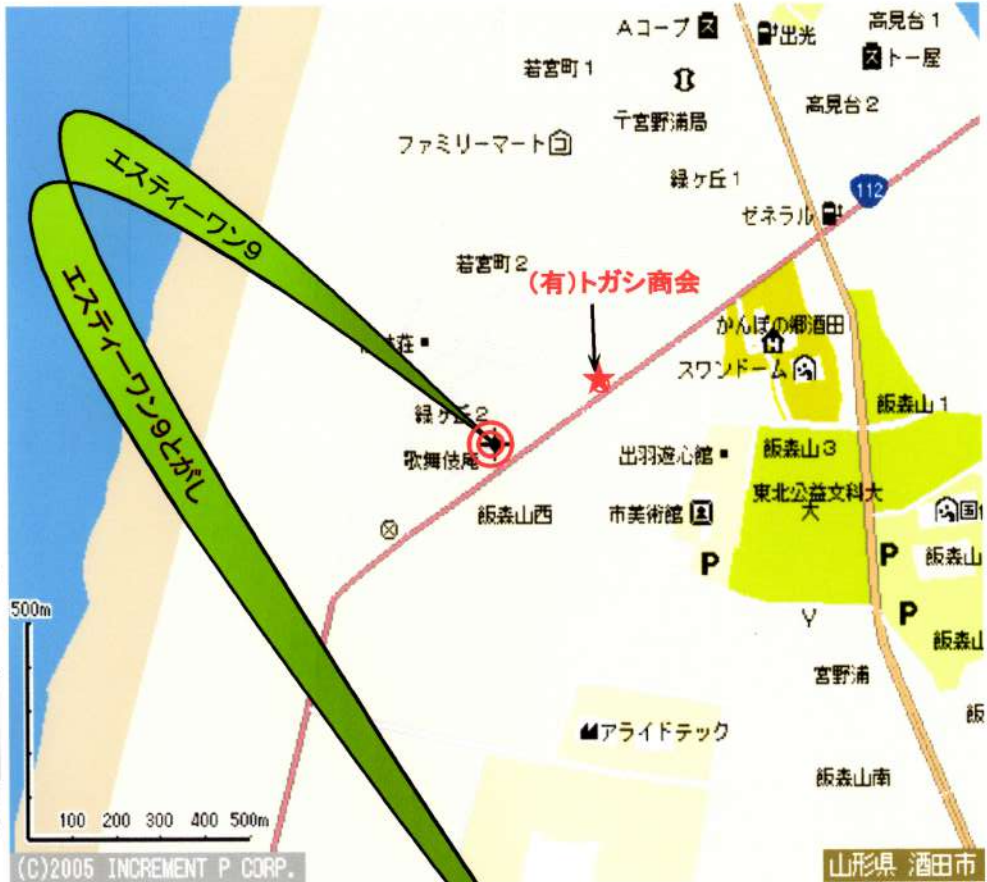 Aコープ
出光
高見台1
トー屋
若宮町1
高見台2
〒宮野浦局
ファミリーマート
緑ヶ丘1
112
ゼネラル
エスティーワン9
若宮町2
(有)トガシ商会
かんぽの郷酒田
荘
スワンドーム
エスティーワン9とがし
緑ヶ丘2
飯森山1
歌舞伎庵
出羽遊心館
飯森山3
飯森山西
市美術館
東北公益文科大
国
P
P
飯森山
500m
P
飯森山
宮野浦
飯
アライドテック
飯森山南
100 200 300 400 500m
(C)2005 INCREMENT P CORP.
山形県 酒田市